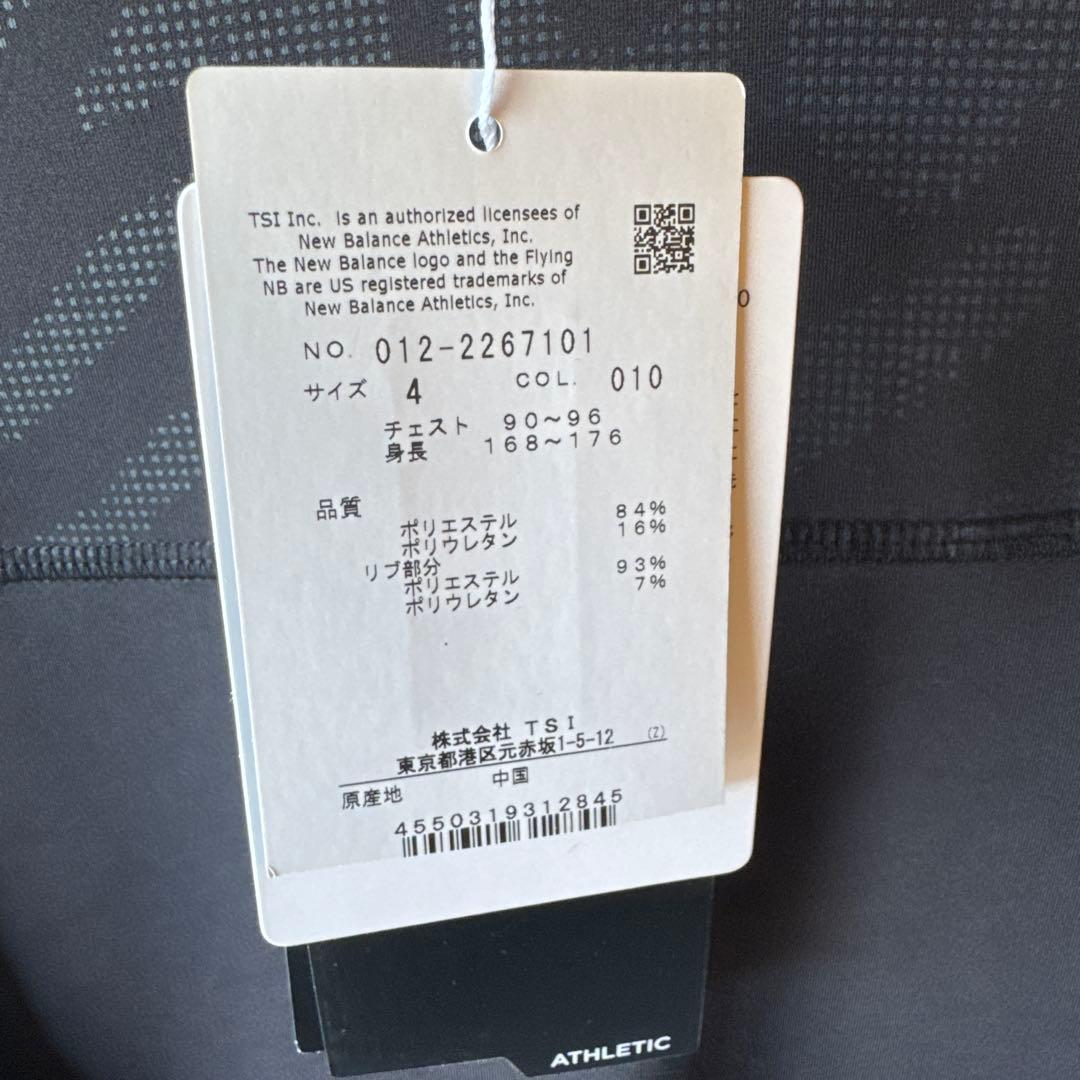 TSI Inc. is an authorized licensees of
New Balance Athletics, Inc.
The New Balance logo and the Flying
NB are US registered trademarks of
New Balance Athletics, Inc.
NO. 012-2267101
サイズ 4 COL. 010
チェスト 90～96
身長 168～176
品質
ポリエステル 84%
ポリウレタン 16%
リブ部分
ポリエステル 93%
ポリウレタン 7%
株式会社 TSI
東京都港区元赤坂1-5-12 (Z)
原産地 中国
4550319312845
ATHLETIC